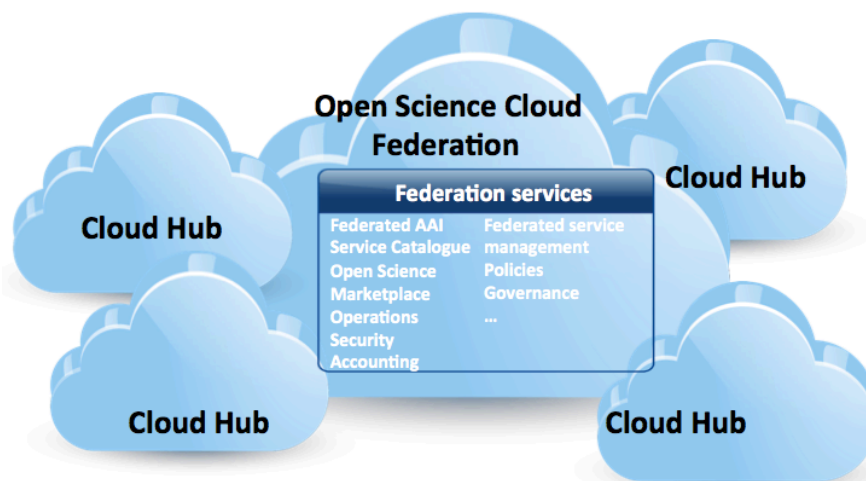 Open Science Cloud
Federation
Cloud Hub
Cloud Hub
Federation services
Federated AAI
Service Catalogue
Open Science
Marketplace
Operations
Security
Accounting
Federated service
management
Policies
Governance
...
Cloud Hub
Cloud Hub